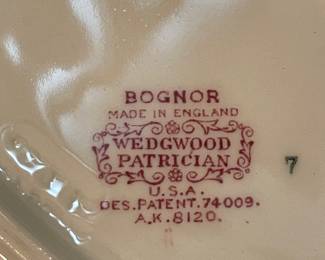 BOGNOR
MADE IN ENGLAND
WEDGWOOD
PATRICIAN
U.S.A.
DES. PATENT. 74009.
A.K. 8120.
7